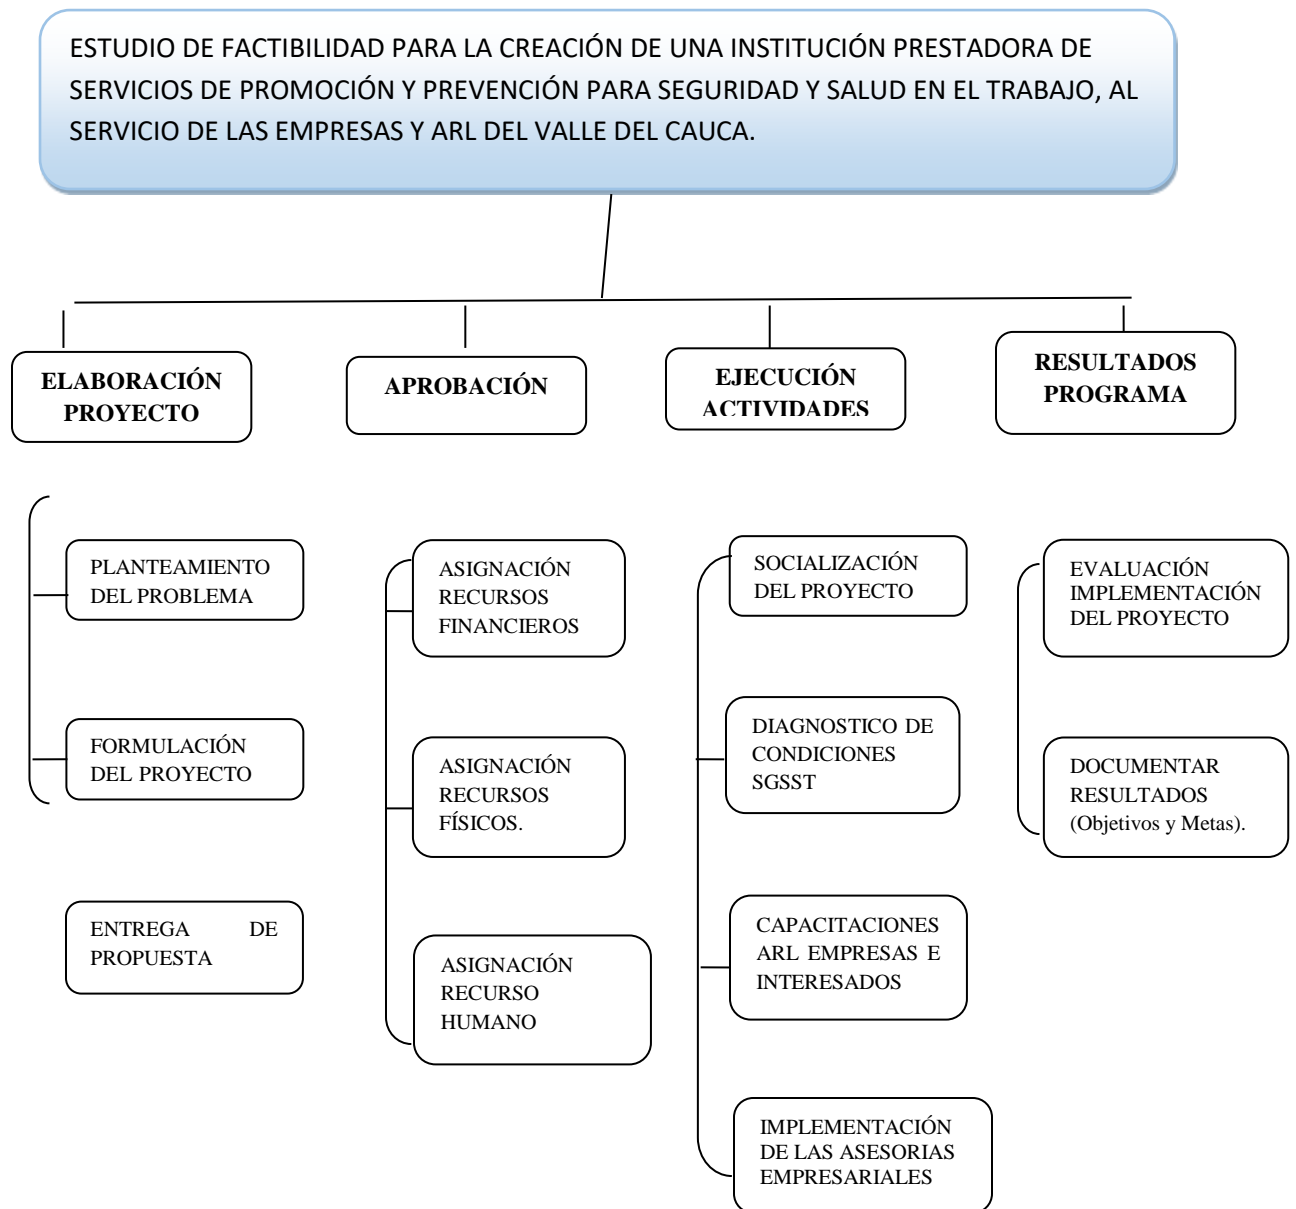 ESTUDIO DE FACTIBILIDAD PARA LA CREACIÓN DE UNA INSTITUCIÓN PRESTADORA DE
SERVICIOS DE PROMOCIÓN Y PREVENCIÓN PARA SEGURIDAD Y SALUD EN EL TRABAJO, AL
SERVICIO DE LAS EMPRESAS Y ARL DEL VALLE DEL CAUCA.
ELABORACIÓN
PROYECTO
APROBACIÓN
EJECUCIÓN
ACTIVIDADES
RESULTADOS
PROGRAMA
PLANTEAMIENTO
DEL PROBLEMA
FORMULACIÓN
DEL PROYECTO
ENTREGA DE
PROPUESTA
ASIGNACIÓN
RECURSOS
FINANCIEROS
ASIGNACIÓN
RECURSOS
FÍSICOS.
ASIGNACIÓN
RECURSO
HUMANO
SOCIALIZACIÓN
DEL PROYECTO
DIAGNOSTICO DE
CONDICIONES
SGSST
CAPACITACIONES
ARL EMPRESAS E
INTERESADOS
IMPLEMENTACIÓN
DE LAS ASESORIAS
EMPRESARIALES
EVALUACIÓN
IMPLEMENTACIÓN
DEL PROYECTO
DOCUMENTAR
RESULTADOS
(Objetivos y Metas).